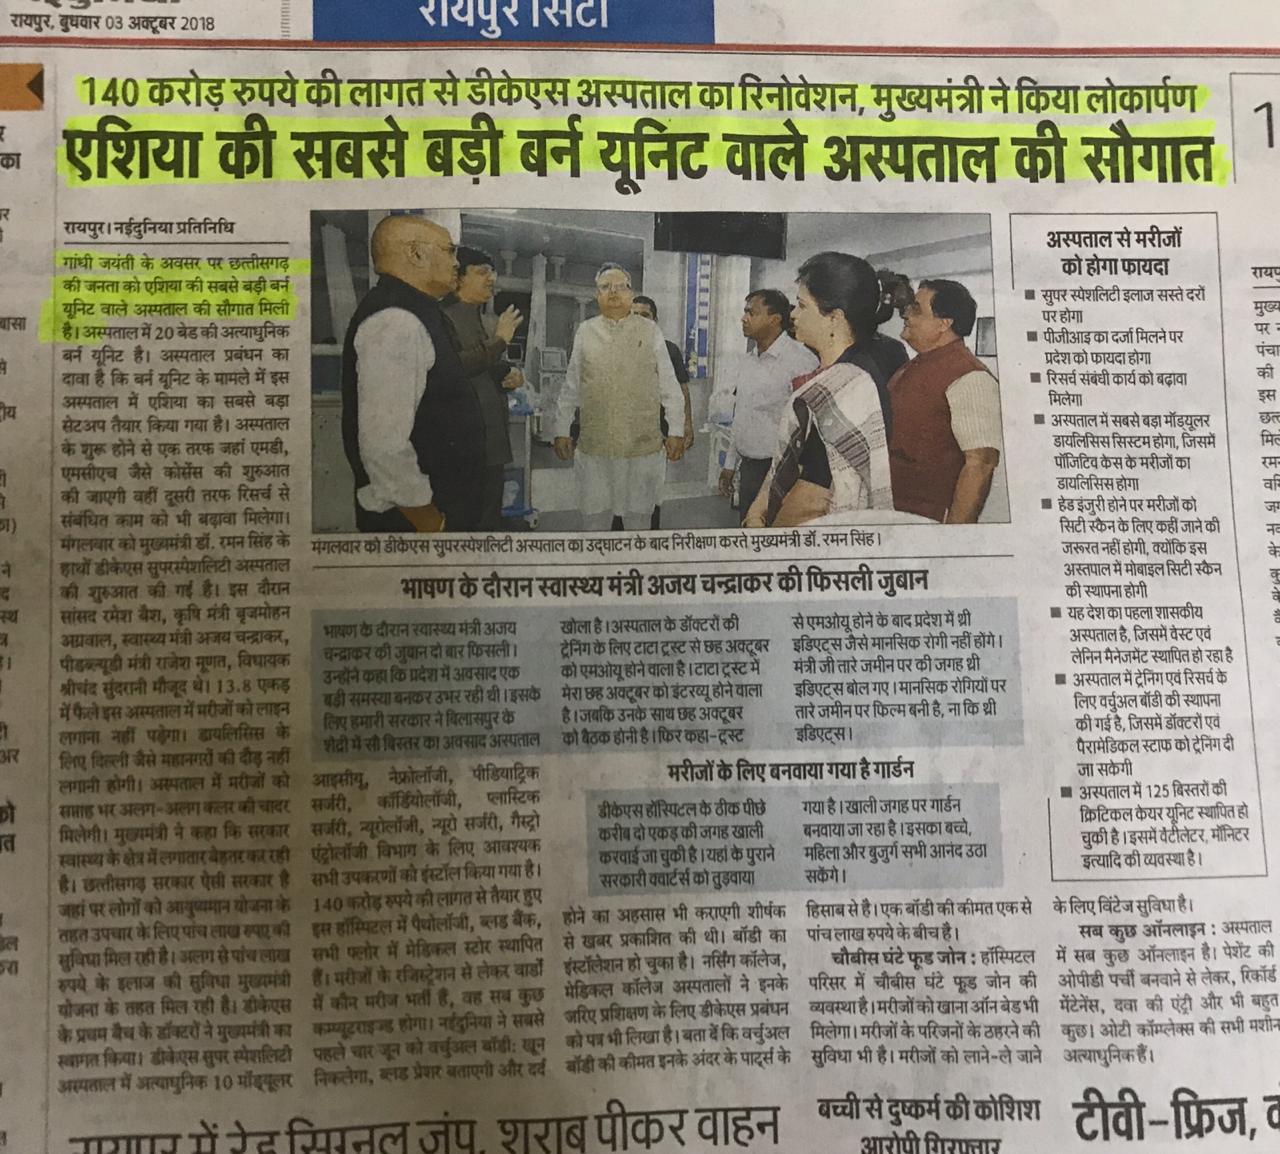 रायपुर, बुधवार 03 अक्टूबर 2018
रायपुर सिटी
140 करोड़ रुपये की लागत से डीकेएस अस्पताल का रिनोवेशन, मुख्यमंत्री ने किया लोकार्पण
एशिया की सबसे बड़ी बर्न यूनिट वाले अस्पताल की सौगात
रायपुर। नईदुनिया प्रतिनिधि
गांधी जयंती के अवसर पर छत्तीसगढ़
की जनता को एशिया की सबसे बड़ी बर्न
यूनिट वाले अस्पताल की सौगात मिली
है। अस्पताल में 20 बेड की अत्याधुनिक
बर्न यूनिट है। अस्पताल प्रबंधन का
दावा है कि बर्न यूनिट के मामले में इस
अस्पताल में एशिया का सबसे बड़ा
सेटअप तैयार किया गया है। अस्पताल
के शुरू होने से एक तरफ जहां एमडी,
एमसीएच जैसे कोर्सेस की शुरुआत
की जाएगी वहीं दूसरी तरफ रिसर्च से
संबंधित काम को भी बढ़ावा मिलेगा।
मंगलवार को मुख्यमंत्री डॉ. रमन सिंह के
हाथों डीकेएस सुपरस्पेशलिटी अस्पताल
की शुरुआत की गई है। इस दौरान
सांसद रमेश बैश, कृषि मंत्री बृजमोहन
अग्रवाल, स्वास्थ्य मंत्री अजय चन्द्राकर,
पीडब्ल्यूडी मंत्री राजेश मूणत, विधायक
श्रीचंद सुंदरानी मौजूद थे। 13.8 एकड़
में फैले इस अस्पताल में मरीजों को लाइन
लगाना नहीं पड़ेगा। डायलिसिस के
लिए दिल्ली जैसे महानगरों की दौड़ नहीं
लगानी होगी। अस्पताल में मरीजों को
सप्ताह भर अलग-अलग कलर की चादर
मिलेगी। मुख्यमंत्री ने कहा कि सरकार
स्वास्थ्य के क्षेत्र में लगातार बेहतर कर रही
है। छत्तीसगढ़ सरकार ऐसी सरकार है
जहां पर लोगों को आयुष्मान योजना के
तहत उपचार के लिए पांच लाख रुपए की
सुविधा मिल रही है। अलग से पांच लाख
रुपये के इलाज की सुविधा मुख्यमंत्री
योजना के तहत मिल रही है। डीकेएस
के प्रथम बैच के डॉक्टरों ने मुख्यमंत्री का
स्वागत किया। डीकेएस सुपर स्पेशलिटी
अस्पताल में अत्याधुनिक 10 मॉड्यूलर
मंगलवार को डीकेएस सुपरस्पेशलिटी अस्पताल का उद्घाटन के बाद निरीक्षण करते मुख्यमंत्री डॉ. रमन सिंह।
भाषण के दौरान स्वास्थ्य मंत्री अजय चन्द्राकर की फिसली जुबान
भाषण के दौरान स्वास्थ्य मंत्री अजय
चन्द्राकर की जुबान दो बार फिसली।
उन्होंने कहा कि प्रदेश में अवसाद एक
बड़ी समस्या बनकर उभर रही थी। इसके
लिए हमारी सरकार ने बिलासपुर के
सेंद्री में सौ बिस्तर का अवसाद अस्पताल
खोला है। अस्पताल के डॉक्टरों की
ट्रेनिंग के लिए टाटा ट्रस्ट से छह अक्टूबर
को एमओयू होने वाला है। टाटा ट्रस्ट में
मेरा छह अक्टूबर को इंटरव्यू होने वाला
है। जबकि उनके साथ छह अक्टूबर
को बैठक होनी है। फिर कहा-ट्रस्ट
से एमओयू होने के बाद प्रदेश में थ्री
इडिएट्स जैसे मानसिक रोगी नहीं होंगे।
मंत्री जी तारे जमीन पर की जगह थ्री
इडिएट्स बोल गए। मानसिक रोगियों पर
तारे जमीन पर फिल्म बनी है, ना कि थ्री
इडिएट्स।
आइसीयू, नेफ्रोलॉजी, पीडियाट्रिक
सर्जरी, कॉर्डियोलॉजी, प्लास्टिक
सर्जरी, न्यूरोलॉजी, न्यूरो सर्जरी, गैस्ट्रो
एंट्रोलॉजी विभाग के लिए आवश्यक
सभी उपकरणों को इंस्टॉल किया गया है।
140 करोड़ रुपये की लागत से तैयार हुए
इस हॉस्पिटल में पैथोलॉजी, ब्लड बैंक,
सभी फ्लोर में मेडिकल स्टोर स्थापित
हैं। मरीजों के रजिस्ट्रेशन से लेकर वार्डों
में कौन मरीज भर्ती हैं, वह सब कुछ
कम्प्यूटराइज्ड होगा। नईदुनिया ने सबसे
पहले चार जून को वर्चुअल बॉडी: खून
निकलेगा, ब्लड प्रेशर बताएगी और दर्द
मरीजों के लिए बनवाया गया है गार्डन
डीकेएस हॉस्पिटल के ठीक पीछे
करीब दो एकड़ की जगह खाली
करवाई जा चुकी है। यहां के पुराने
सरकारी क्वार्टर्स को तुड़वाया
गया है। खाली जगह पर गार्डन
बनवाया जा रहा है। इसका बच्चे,
महिला और बुजुर्ग सभी आनंद उठा
सकेंगे।
होने का अहसास भी कराएगी शीर्षक
से खबर प्रकाशित की थी। बॉडी का
इंस्टॉलेशन हो चुका है। नर्सिंग कॉलेज,
मेडिकल कॉलेज अस्पतालों ने इनके
जरिए प्रशिक्षण के लिए डीकेएस प्रबंधन
को पत्र भी लिखा है। बता दें कि वर्चुअल
बॉडी की कीमत इनके अंदर के पार्ट्स के
हिसाब से है। एक बॉडी की कीमत एक से
पांच लाख रुपये के बीच है।
चौबीस घंटे फूड जोन : हॉस्पिटल
परिसर में चौबीस घंटे फूड जोन की
व्यवस्था है। मरीजों को खाना ऑन बेड भी
मिलेगा। मरीजों के परिजनों के ठहरने की
सुविधा भी है। मरीजों को लाने-ले जाने
के लिए विंटेज सुविधा है।
सब कुछ ऑनलाइन : अस्पताल
में सब कुछ ऑनलाइन है। पेशेंट की
ओपीडी पर्ची बनवाने से लेकर, रिकॉर्ड
मेंटेनेंस, दवा की एंट्री और भी बहुत
कुछ। ओटी कॉम्प्लेक्स की सभी मशीन
अत्याधुनिक हैं।
अस्पताल से मरीजों
को होगा फायदा
सुपर स्पेशलिटी इलाज सस्ते दरों
पर होगा
पीजीआइ का दर्जा मिलने पर
प्रदेश को फायदा होगा
रिसर्च संबंधी कार्य को बढ़ावा
मिलेगा
अस्पताल में सबसे बड़ा मॉड्यूलर
डायलिसिस सिस्टम होगा, जिसमें
पॉजिटिव केस के मरीजों का
डायलिसिस होगा
हेड इंजुरी होने पर मरीजों को
सिटी स्कैन के लिए कहीं जाने की
जरूरत नहीं होगी, क्योंकि इस
अस्तपाल में मोबाइल सिटी स्कैन
की स्थापना होगी
यह देश का पहला शासकीय
अस्पताल है, जिसमें वेस्ट एवं
लेनिन मैनेजमेंट स्थापित हो रहा है
अस्पताल में ट्रेनिंग एवं रिसर्च के
लिए वर्चुअल बॉडी की स्थापना
की गई है, जिसमें डॉक्टरों एवं
पैरामेडिकल स्टाफ को ट्रेनिंग दी
जा सकेगी
अस्पताल में 125 बिस्तरों की
क्रिटिकल केयर यूनिट स्थापित हो
चुकी है। इसमें वेंटीलेटर, मॉनिटर
इत्यादि की व्यवस्था है।
रायपुर में रेड सिग्नल जंप, शराब पीकर वाहन
बच्ची से दुष्कर्म की कोशिश
आरोपी गिरफ्तार
टीवी-फ्रिज,